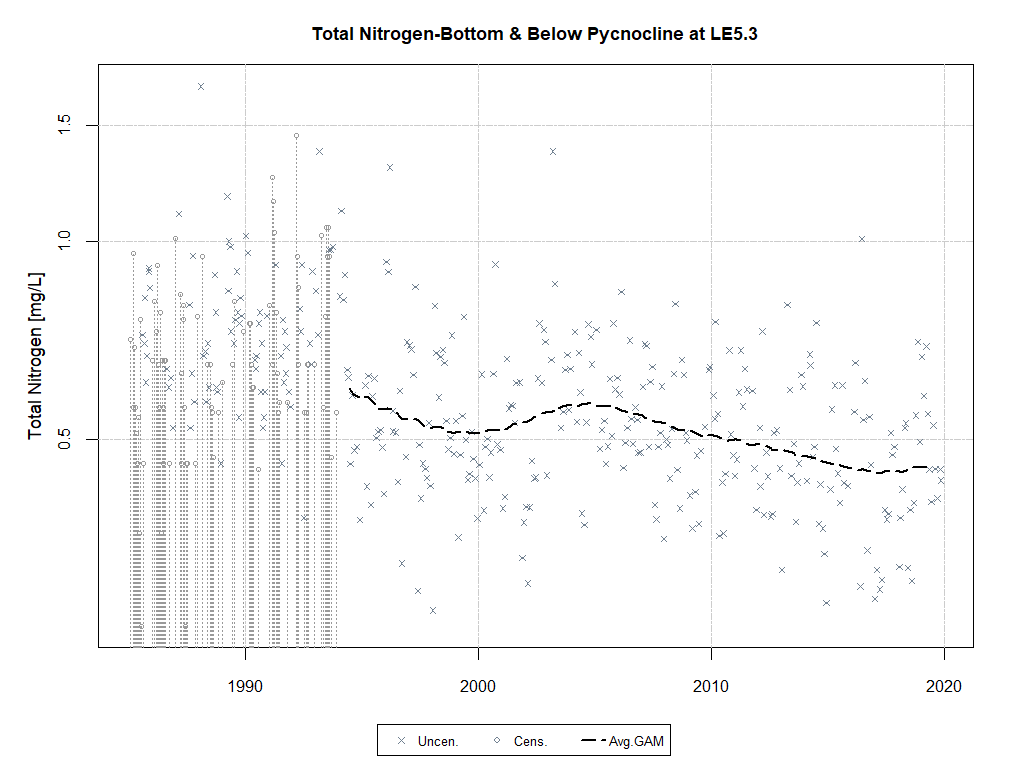 Total Nitrogen-Bottom & Below Pycnocline at LE5.3
Total Nitrogen [mg/L]
1.5
1.0
0.5
1990 2000 2010 2020
Uncen. Cens. Avg.GAM